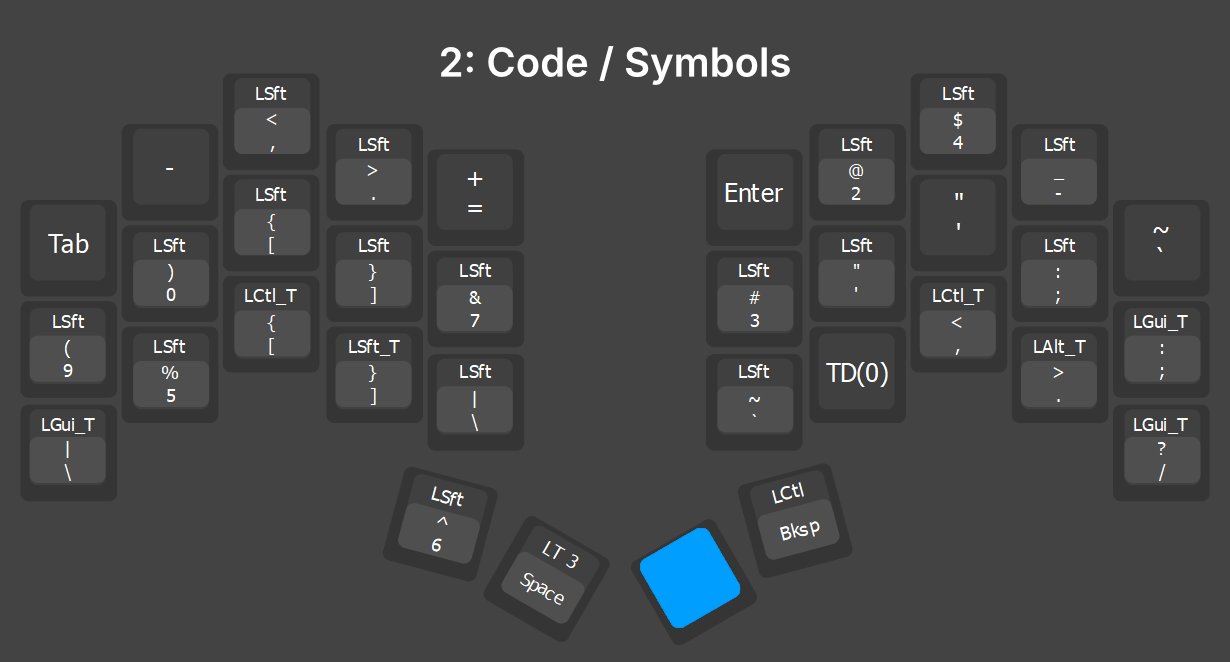 2: Code / Symbols
Tab
-
LSft
<
,
LSft
>
.
+
=
LSft
(
9
LSft
)
0
LSft
{
[
LSft
}
]
LSft
&
7
LGui_T
|
\
LSft
%
5
LCtl_T
{
[
LSft_T
}
]
LSft
|
\
LSft
^
6
LT 3
Space
Enter
LSft
@
2
LSft
$
4
LSft
_
-
~
`
LSft
#
3
LSft
"
'
"
'
LSft
:
;
LGui_T
:
;
LSft
~
`
TD(0)
LCtl_T
<
,
LAlt_T
>
.
LGui_T
?
/
LCtl
Bksp